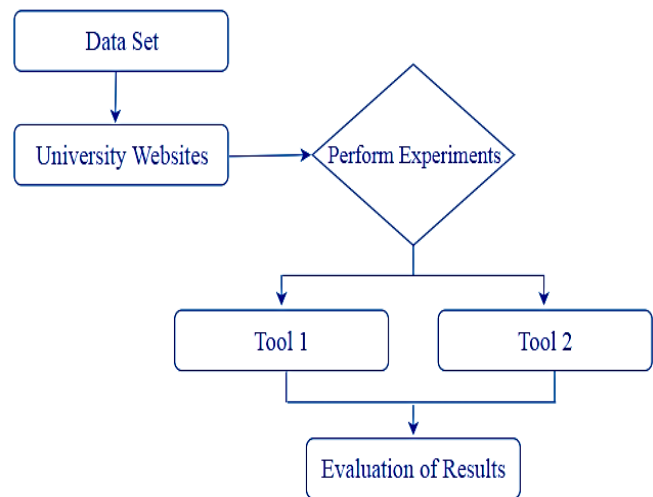 Data Set
University Websites
Perform Experiments
Tool 1
Tool 2
Evaluation of Results